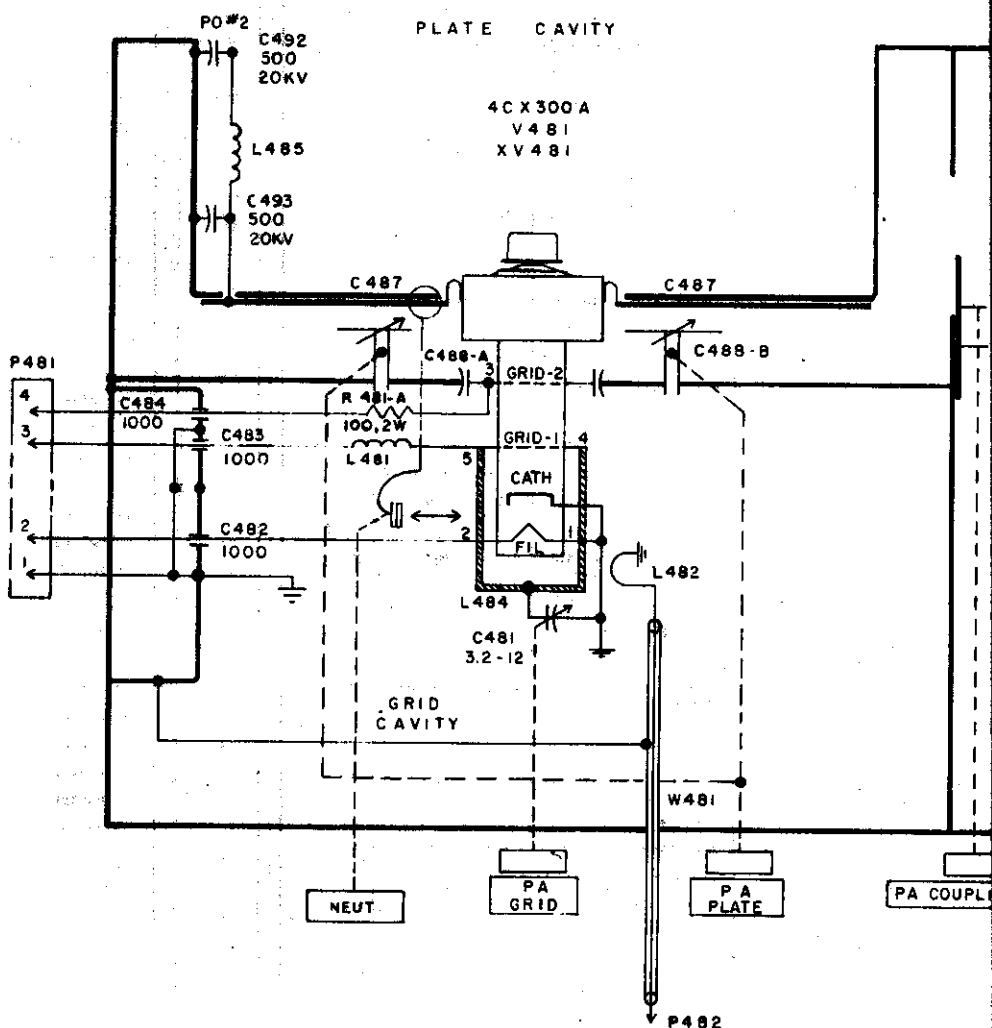 PLATE CAVITY
PO #2
C492
500
20KV
L485
C493
500
20KV
4CX300A
V481
XV481
C487
C487
P481
C488-A
C488-B
3
GRID-2
4
C484
1000
R 481-A
100,2W
3
C483
1000
L481
GRID-1
4
5
CATH
2
C482
1000
2
FIL
1
1
L482
L484
C481
3.2-12
GRID
CAVITY
W481
NEUT
PA
GRID
PA
PLATE
PA COUPLE
P482